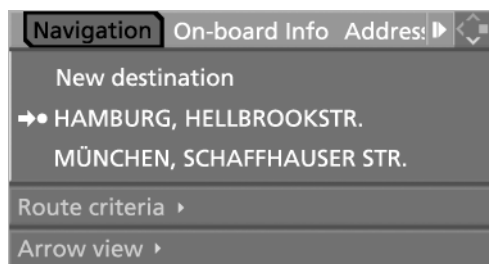 Navigation On-board Info Addres
New destination
HAMBURG, HELLBROOKSTR.
MÜNCHEN, SCHAFFHAUSER STR.
Route criteria
Arrow view